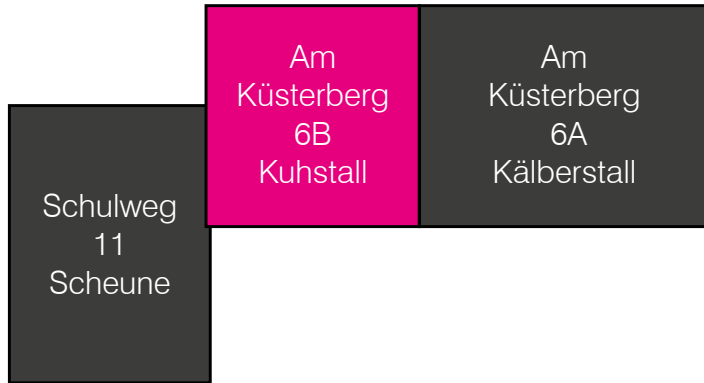 Am
Küsterberg
6B
Kuhstall
Am
Küsterberg
6A
Kälberstall
Schulweg
11
Scheune